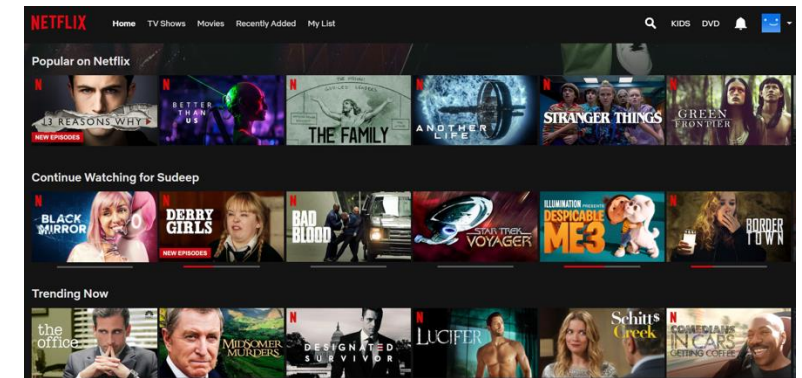 NETFLIX Home TV Shows Movies Recently Added My List KIDS DVD
Popular on Netflix
N
13 REASONS WHY
NEW EPISODES
N
BETTER
THAN
US
N
THE FAMILY
N
ANOTHER
LIFE
N
STRANGER THINGS
N
GREEN
FRONTIER
Continue Watching for Sudeep
N
BLACK
MIRROR
N
DERRY
GIRLS
NEW EPISODES
N
BAD
BLOOD
STAR TREK
VOYAGER
ILLUMINATION PRESENTS
DESPICABLE
ME3
N
BORDER
TOWN
Trending Now
the
office
MIDSOMER
MURDERS
N
DESIGNATED
SURVIVOR
LUCIFER
Schitt's
Creek
N
COMEDIANS
IN CARS
GETTING COFFEE